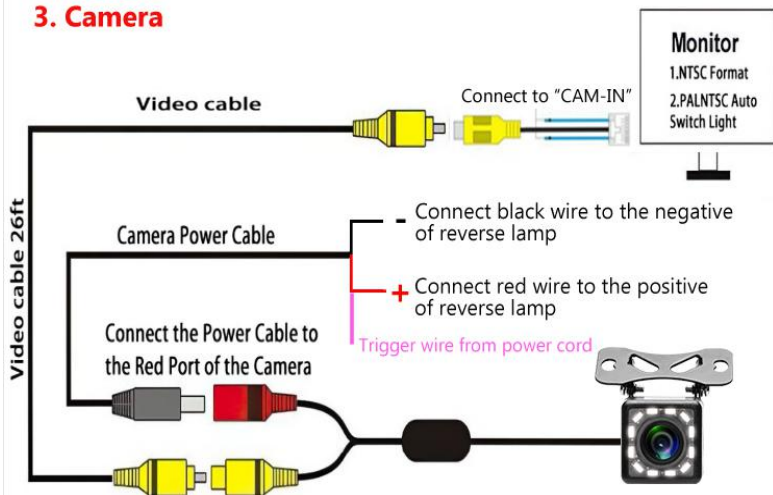 3. Camera
Monitor
1.NTSC Format
2.PALNTSC Auto
Switch Light
Video cable
Connect to "CAM-IN"
Video cable 26ft
Camera Power Cable
- Connect black wire to the negative
of reverse lamp
+ Connect red wire to the positive
of reverse lamp
Trigger wire from power cord
Connect the Power Cable to
the Red Port of the Camera